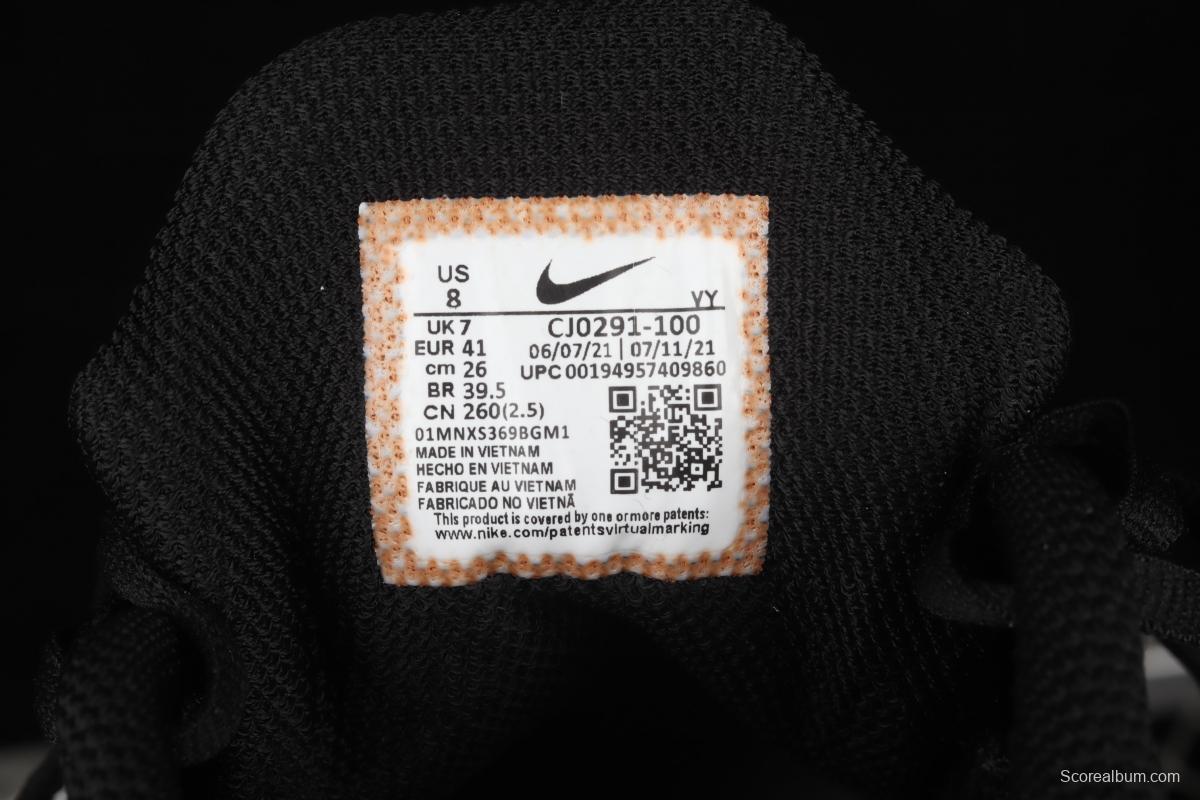 US
8
VY
UK 7
EUR 41
cm 26
BR 39.5
CN 260(2.5)
CJ0291-100
06/07/21 | 07/11/21
UPC 00194957409860
01MNXS369BGM1
MADE IN VIETNAM
HECHO EN VIETNAM
FABRIQUE AU VIETNAM
FABRICADO NO VIETNÃ
This product is covered by one or more patents:
www.nike.com/patentsvirtualmarking
Scorealbum.com